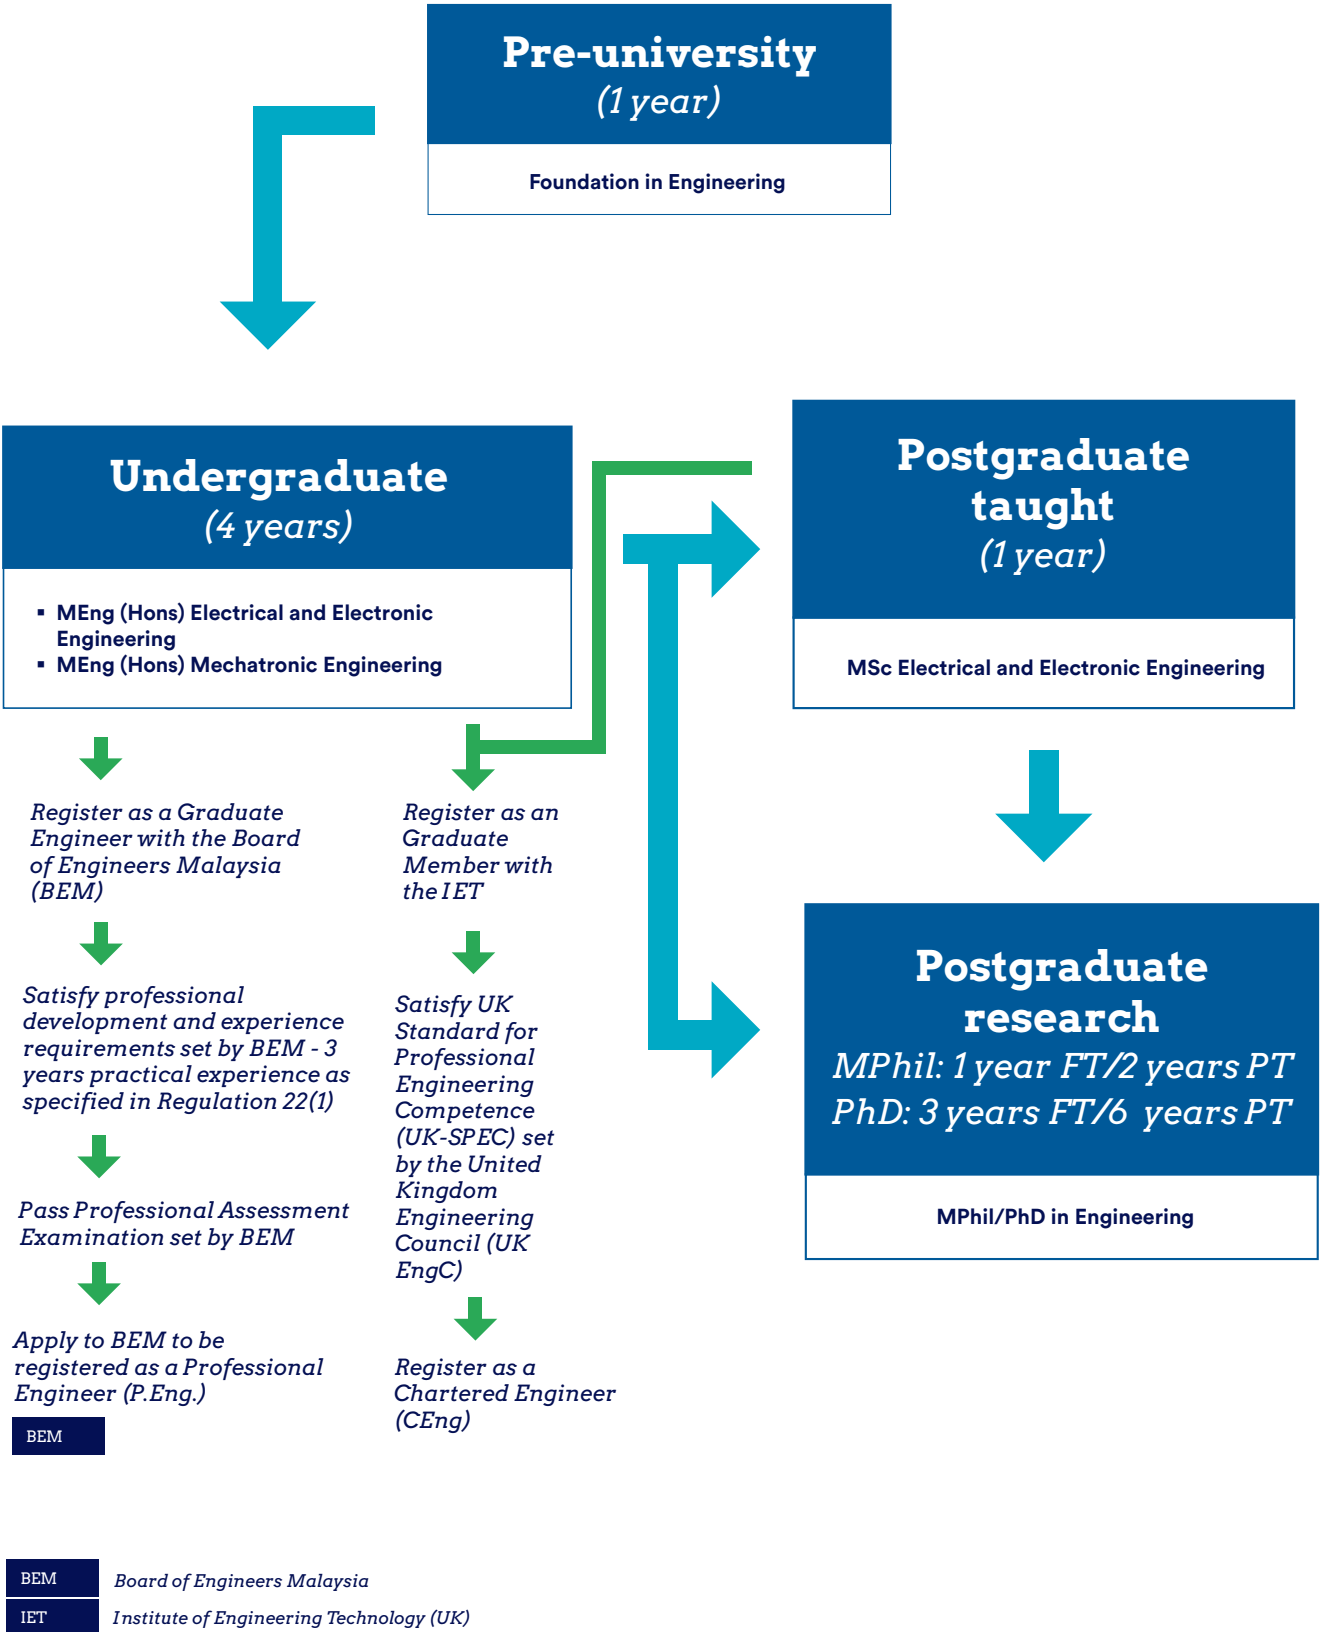 Pre-university
(1 year)
Foundation in Engineering
Undergraduate
(4 years)
▪ MEng (Hons) Electrical and Electronic
Engineering
▪ MEng (Hons) Mechatronic Engineering
Postgraduate
taught
(1 year)
MSc Electrical and Electronic Engineering
Register as a Graduate
Engineer with the Board
of Engineers Malaysia
(BEM)
Satisfy professional
development and experience
requirements set by BEM - 3
years practical experience as
specified in Regulation 22(1)
Pass Professional Assessment
Examination set by BEM
Apply to BEM to be
registered as a Professional
Engineer (P.Eng.)
BEM
Register as an
Graduate
Member with
the IET
Satisfy UK
Standard for
Professional
Engineering
Competence
(UK-SPEC) set
by the United
Kingdom
Engineering
Council (UK
EngC)
Register as a
Chartered Engineer
(CEng)
Postgraduate
research
MPhil: 1 year FT/2 years PT
PhD: 3 years FT/6 years PT
MPhil/PhD in Engineering
BEM Board of Engineers Malaysia
IET Institute of Engineering Technology (UK)